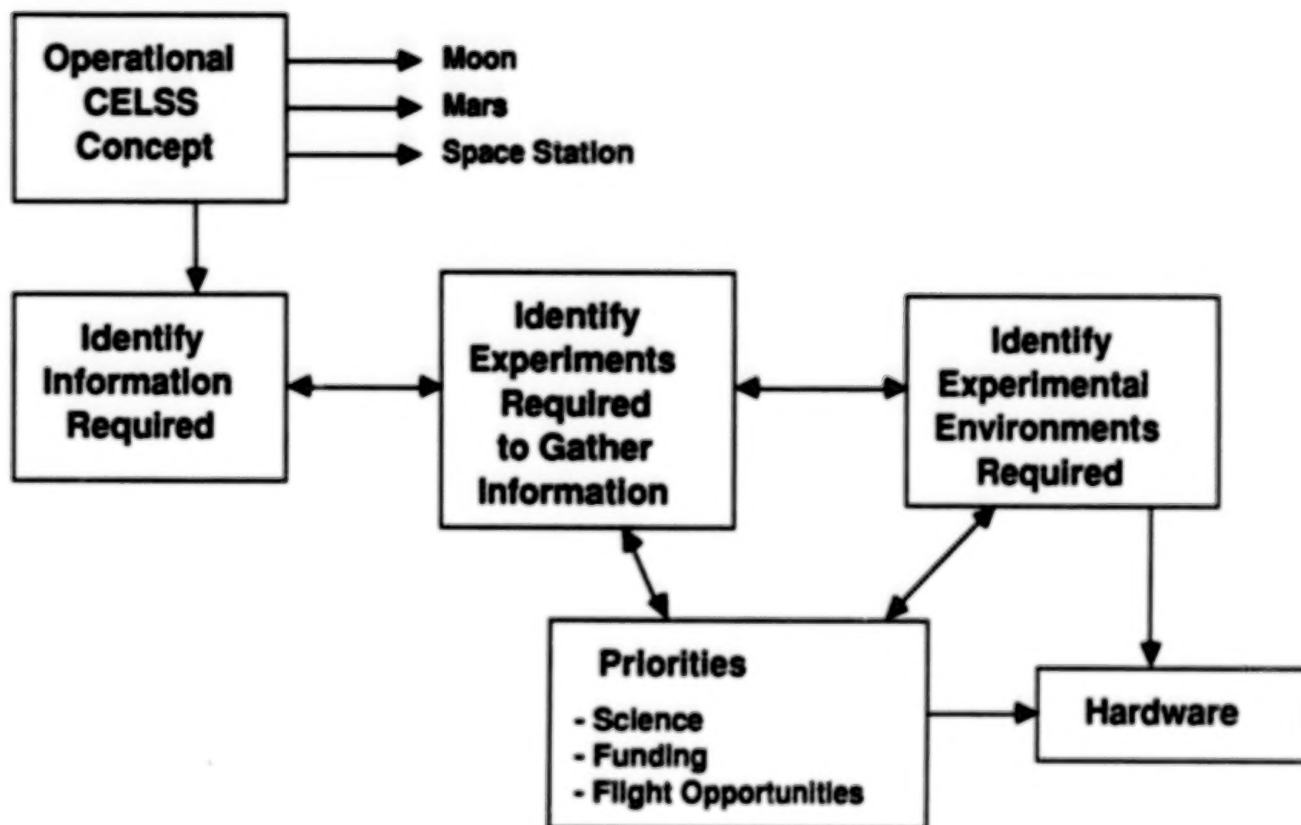 Operational
CELSS
Concept
Moon
Mars
Space Station
Identify
Information
Required
Identify
Experiments
Required
to Gather
Information
Identify
Experimental
Environments
Required
Priorities
- Science
- Funding
- Flight Opportunities
Hardware